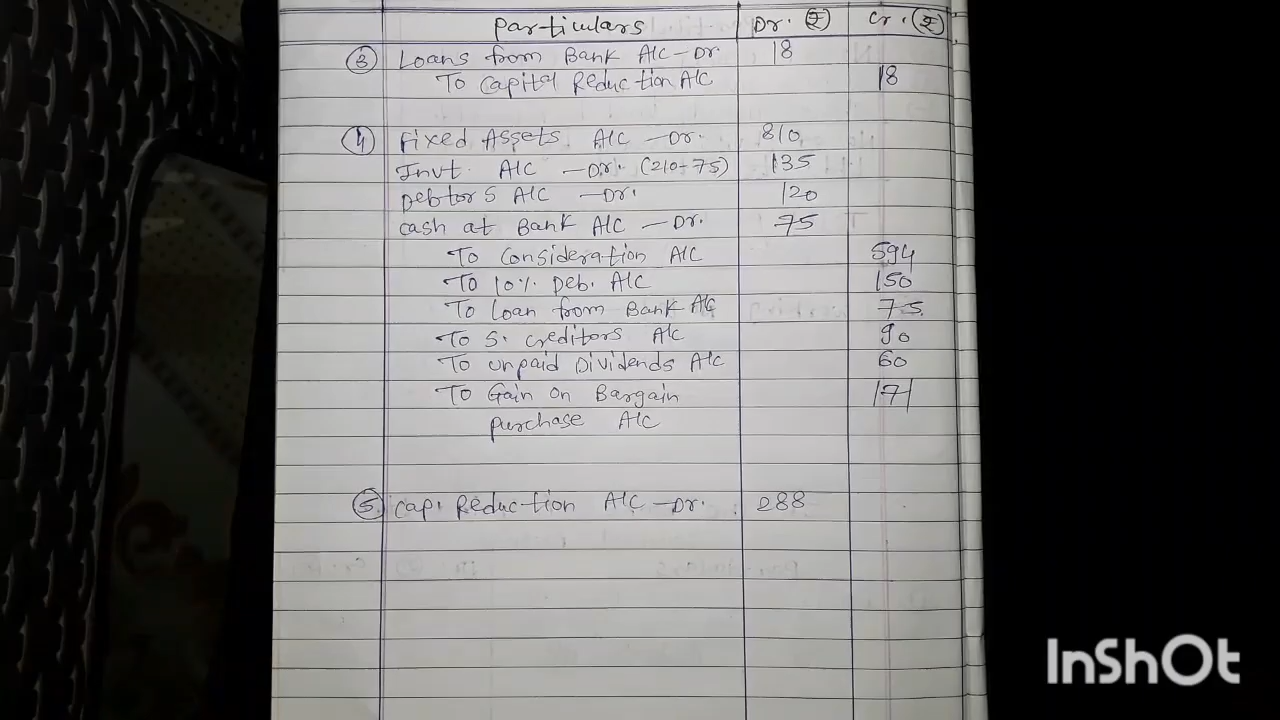 Particulars Dr. (₹) Cr. (₹)
③ Loans from Bank A/C - Dr. 18
To Capital Reduction A/C 18
④ Fixed Assets A/C - Dr. 810
Invt. A/C - Dr. (210-75) 135
Debtors A/C - Dr. 120
cash at Bank A/C - Dr. 75
To Consideration A/C 594
To 10% Deb. A/C 150
To Loan from Bank A/C 75
To S. creditors A/C 90
To unpaid Dividends A/C 60
To Gain on Bargain 171
purchase A/C
⑤ Cap. Reduction A/C - Dr. 288
InShOt